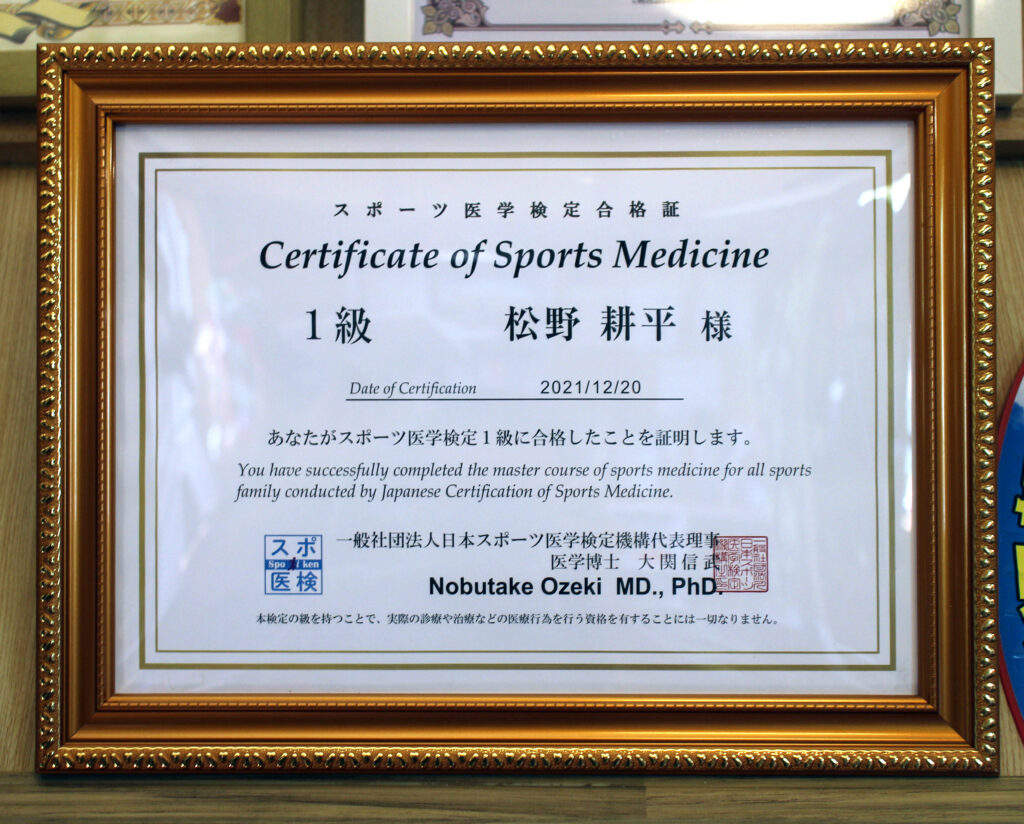 スポーツ医学検定合格証
Certificate of Sports Medicine
1級 松野 耕平 様
Date of Certification 2021/12/20
あなたがスポーツ医学検定1級に合格したことを証明します。
You have successfully completed the master course of sports medicine for all sports
family conducted by Japanese Certification of Sports Medicine.
スポ
Spo ken
医検
一般社団法人日本スポーツ医学検定機構代表理事
医学博士 大関信武
Nobutake Ozeki MD., PhD.
本検定の級を持つことで、実際の診療や治療などの医療行為を行う資格を有することには一切なりません。